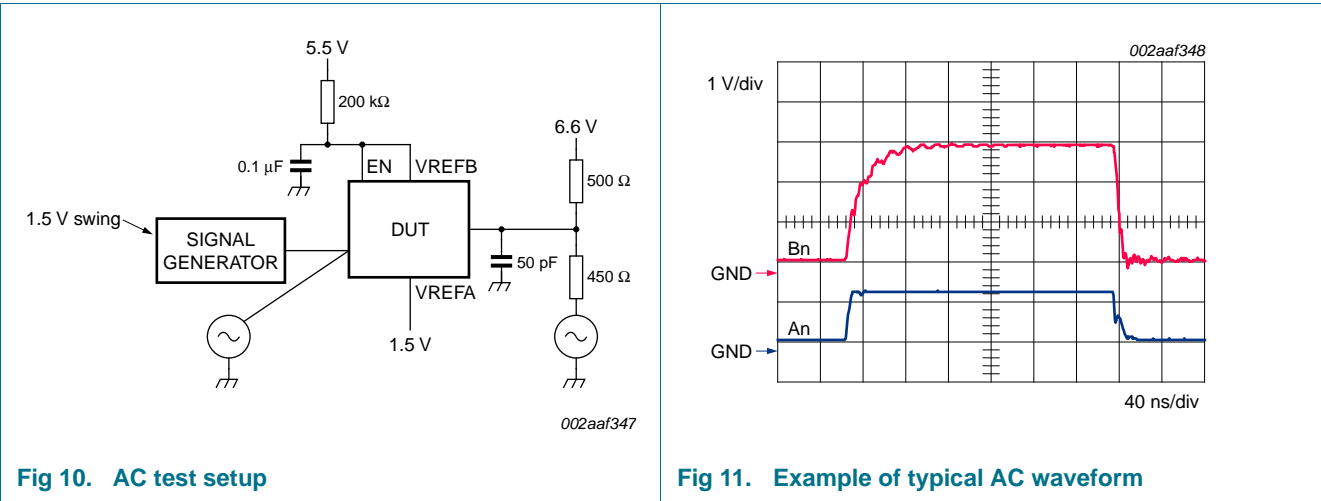 5.5 V
200 kΩ
6.6 V
0.1 μF
EN
VREFB
500 Ω
1.5 V swing
SIGNAL
GENERATOR
DUT
50 pF
450 Ω
VREFA
1.5 V
002aaf347
Fig 10. AC test setup
002aaf348
1 V/div
Bn
GND
An
GND
40 ns/div
Fig 11. Example of typical AC waveform